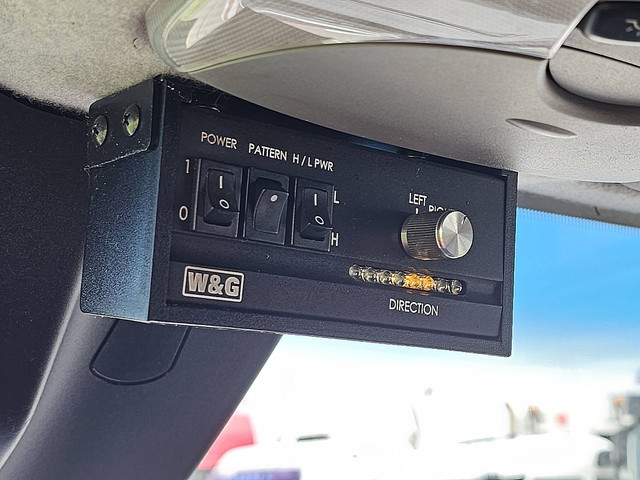 POWER PATTERN H / L PWR
1
0
I
O
I
O
L
H
LEFT
W&G
DIRECTION